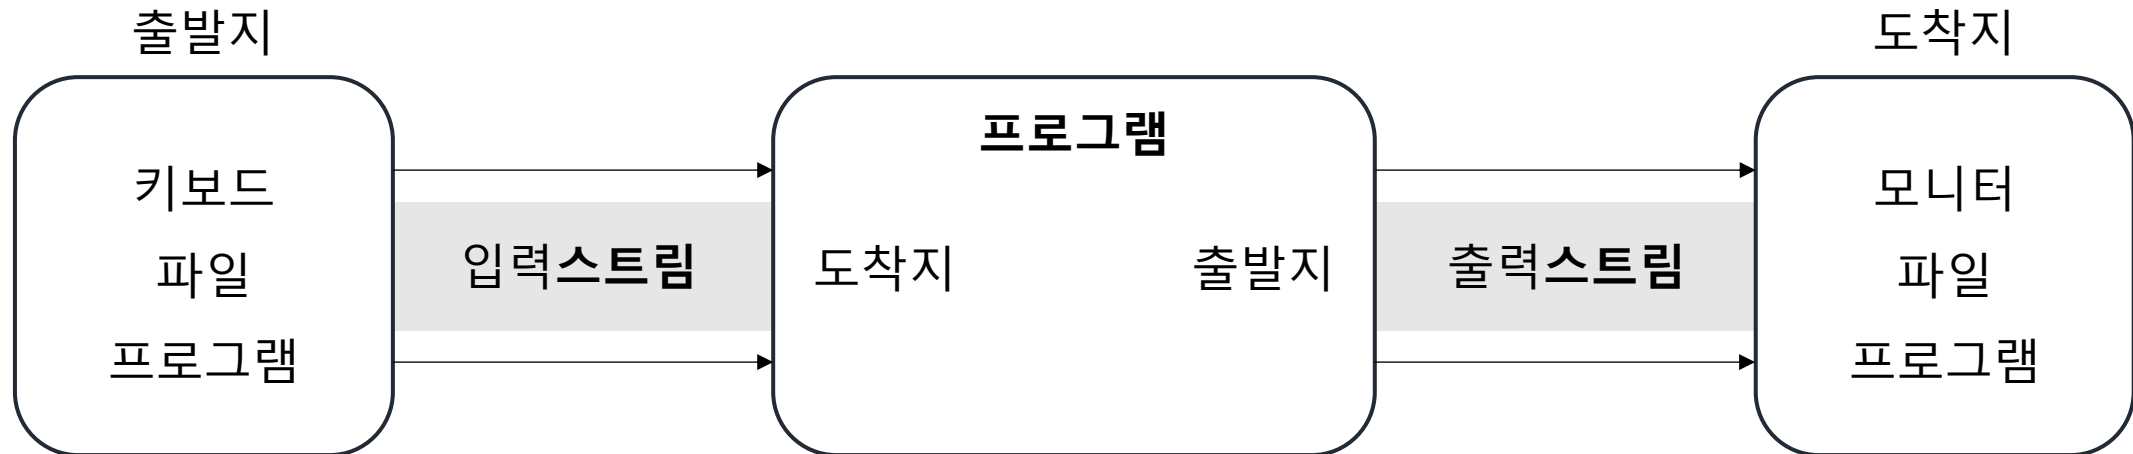 출발지
키보드
파일
프로그램
입력스트림
프로그램
도착지
출발지
출력스트림
도착지
모니터
파일
프로그램